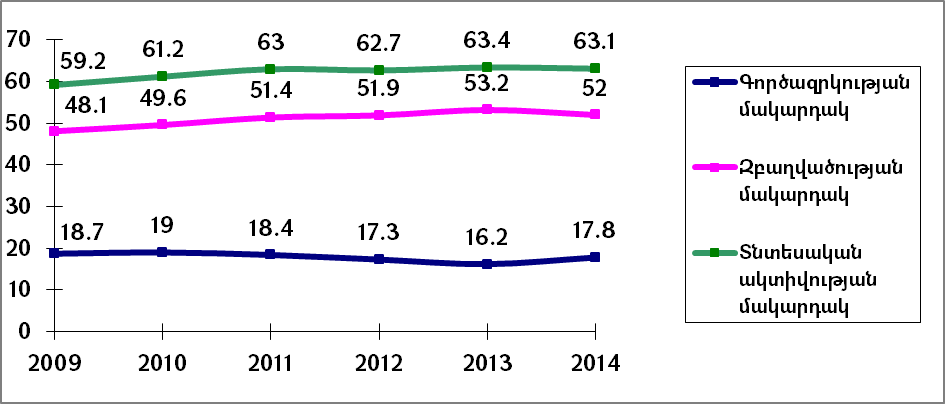 70
60
50
40
30
20
10
0
59.2 61.2 63 62.7 63.4 63.1
48.1 49.6 51.4 51.9 53.2 52
18.7 19 18.4 17.3 16.2 17.8
2009 2010 2011 2012 2013 2014
Գործազրկության
մակարդակ
Զբաղվածության
մակարդակ
Տնտեսական
ակտիվության
մակարդակ